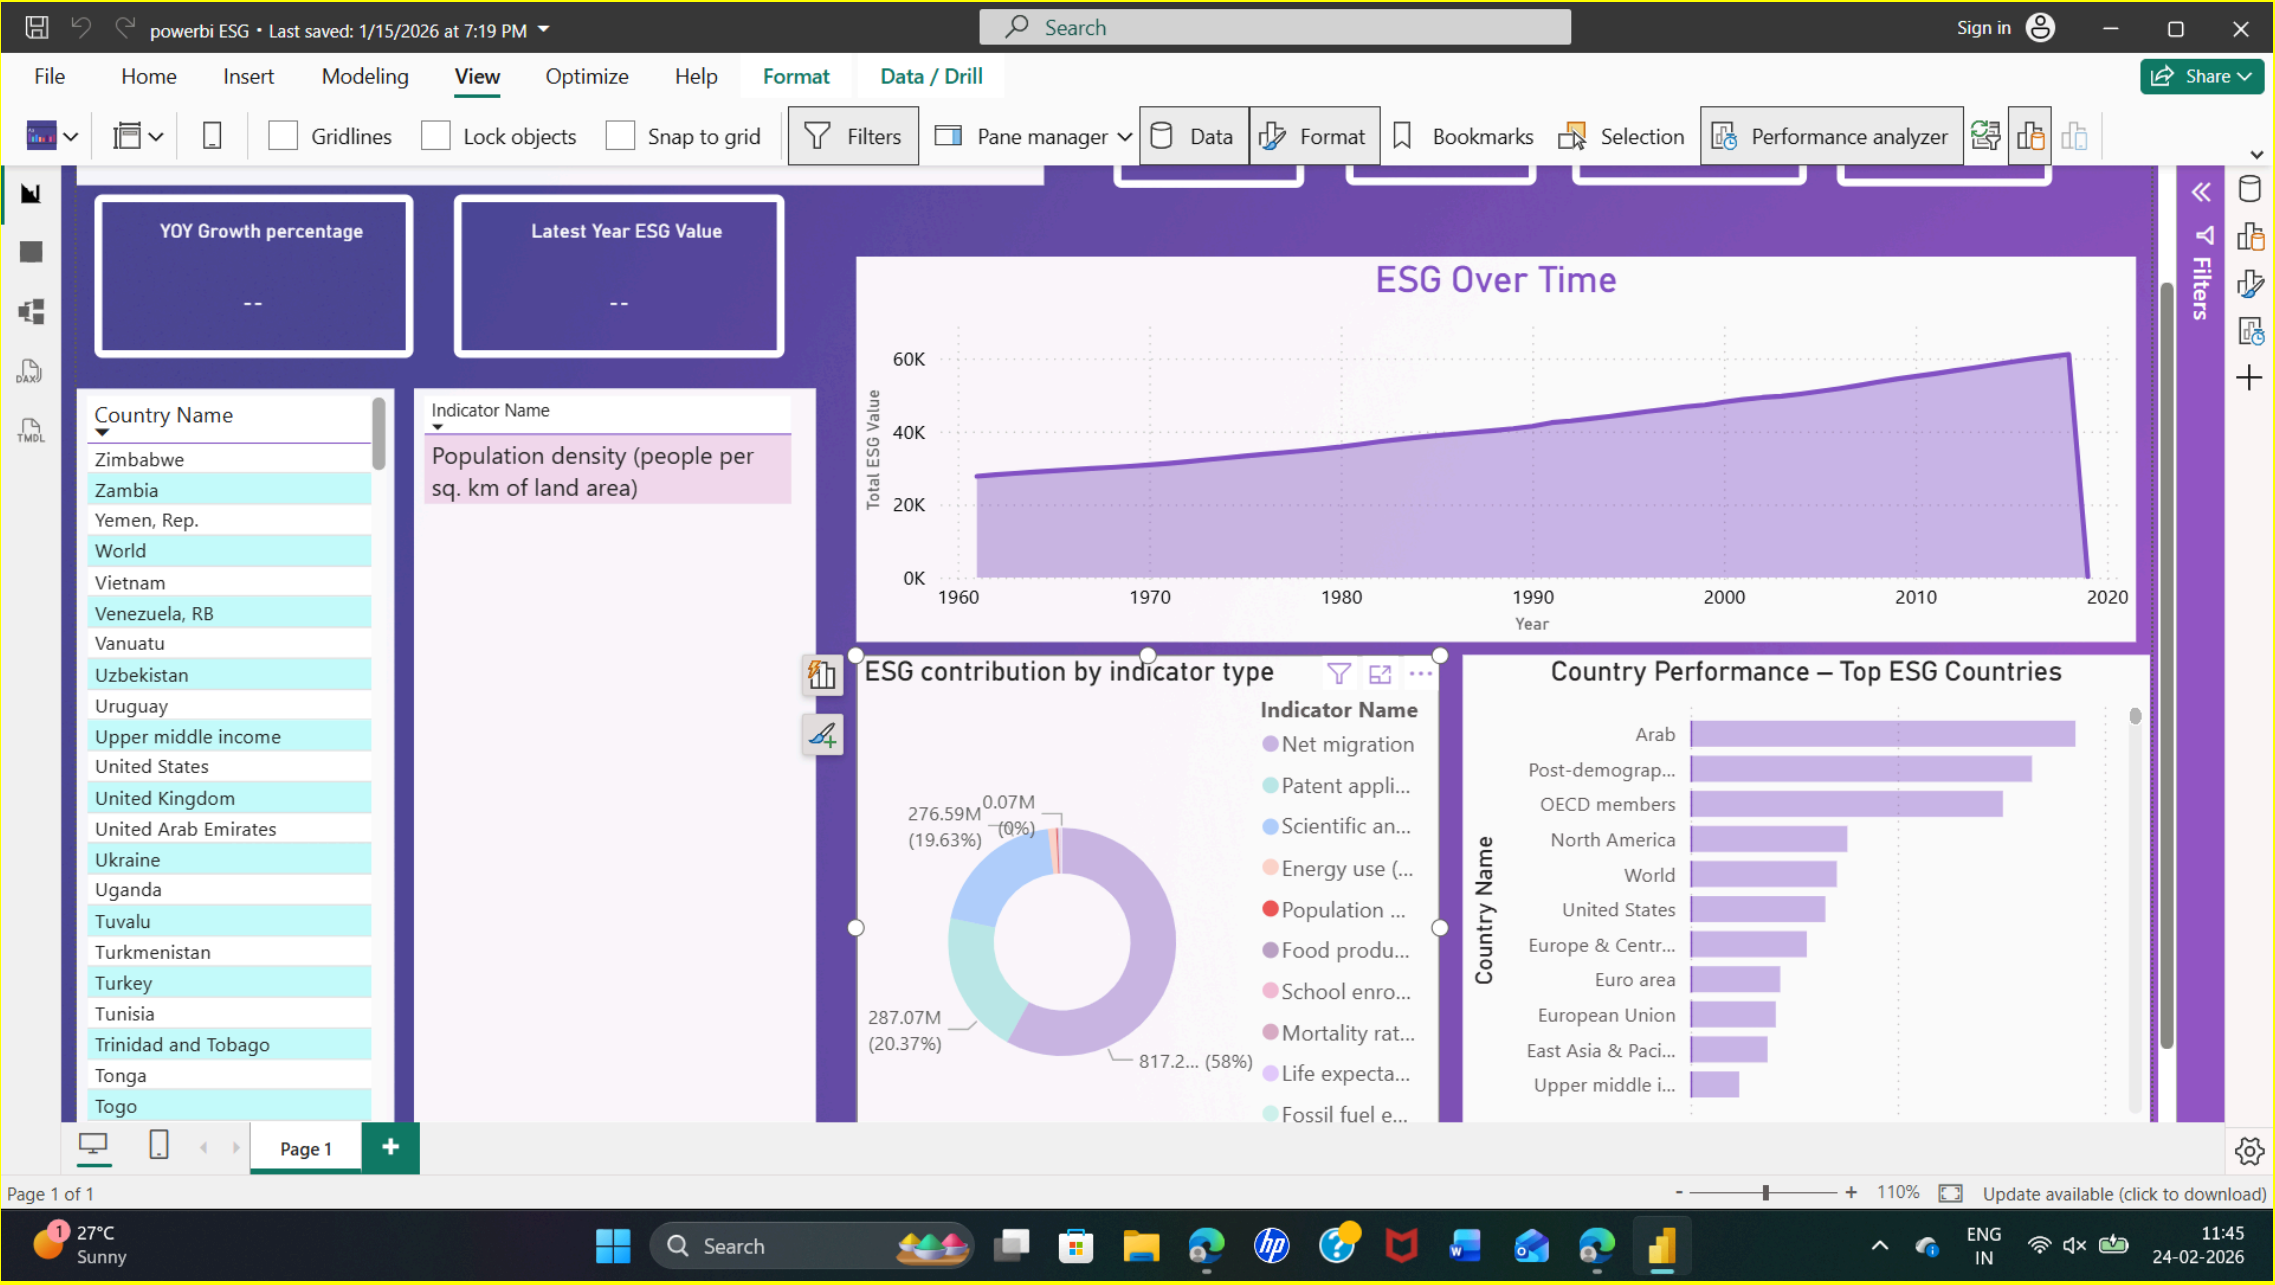 powerbi ESG • Last saved: 1/15/2026 at 7:19 PM
Search
Sign in
File
Home
Insert
Modeling
View
Optimize
Help
Format
Data / Drill
Share
Gridlines
Lock objects
Snap to grid
Filters
Pane manager
Data
Format
Bookmarks
Selection
Performance analyzer
DAX
TMDL
YOY Growth percentage
--
Latest Year ESG Value
--
Country Name
Zimbabwe
Zambia
Yemen, Rep.
World
Vietnam
Venezuela, RB
Vanuatu
Uzbekistan
Uruguay
Upper middle income
United States
United Kingdom
United Arab Emirates
Ukraine
Uganda
Tuvalu
Turkmenistan
Turkey
Tunisia
Trinidad and Tobago
Tonga
Togo
Indicator Name
Population density (people per
sq. km of land area)
ESG Over Time
Total ESG Value
60K
40K
20K
0K
1960 1970 1980 1990 2000 2010 2020
Year
ESG contribution by indicator type
276.59M
(19.63%)
0.07M
(0%)
287.07M
(20.37%)
817.2... (58%)
Indicator Name
Net migration
Patent appli...
Scientific an...
Energy use (...
Population ...
Food produ...
School enro...
Mortality rat...
Life expecta...
Fossil fuel e...
Country Performance – Top ESG Countries
Country Name
Arab
Post-demograp...
OECD members
North America
World
United States
Europe & Centr...
Euro area
European Union
East Asia & Paci...
Upper middle i...
Filters
Page 1
Page 1 of 1
- + 110%
Update available (click to download)
1
27°C
Sunny
Search
hp
ENG
IN
11:45
24-02-2026